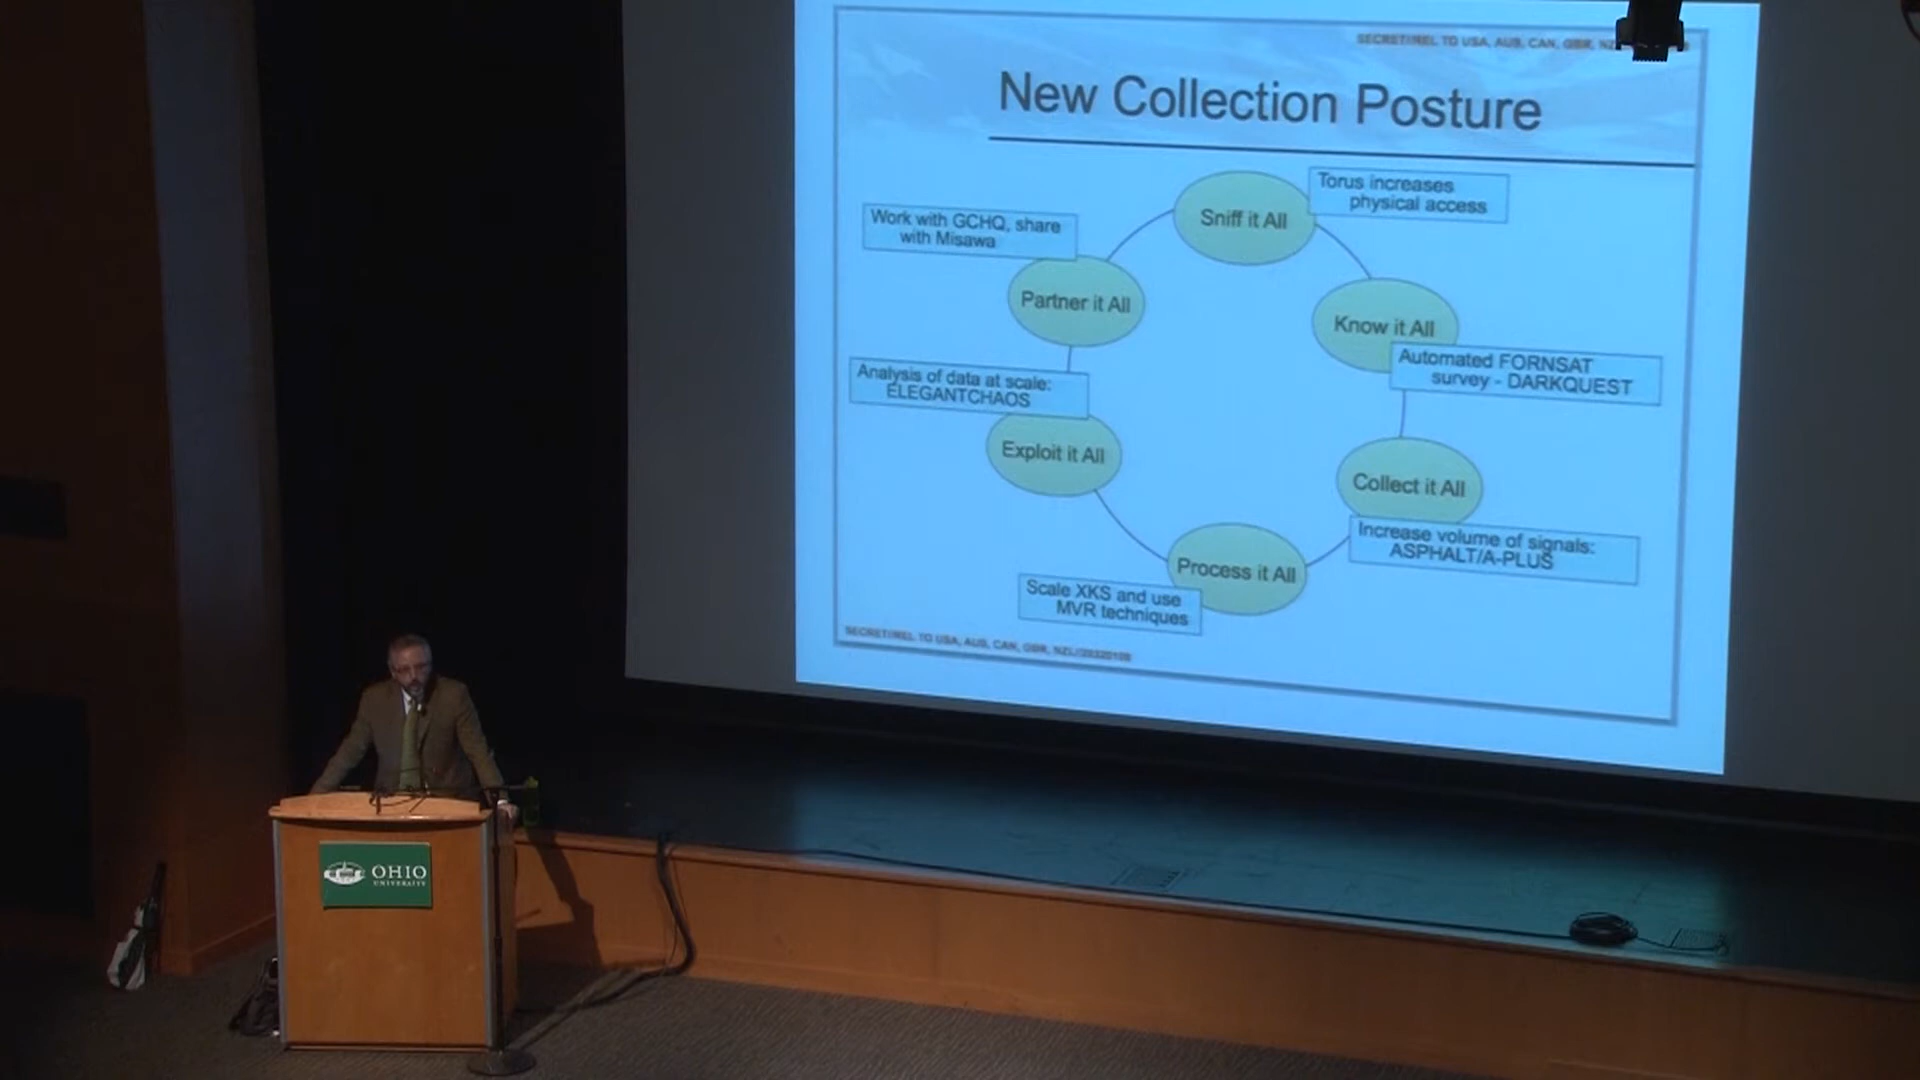 SECRET//REL TO USA, AUS, CAN, GBR, NZ
New Collection Posture
Torus increases
physical access
Sniff it All
Work with GCHQ, share
with Misawa
Partner it All
Know it All
Automated FORNSAT
survey - DARKQUEST
Analysis of data at scale:
ELEGANTCHAOS
Exploit it All
Collect it All
Increase volume of signals:
ASPHALT/A-PLUS
Process it All
Scale XKS and use
MVR techniques
SECRET//REL TO USA, AUS, CAN, GBR, NZL//20320108
OHIO
UNIVERSITY